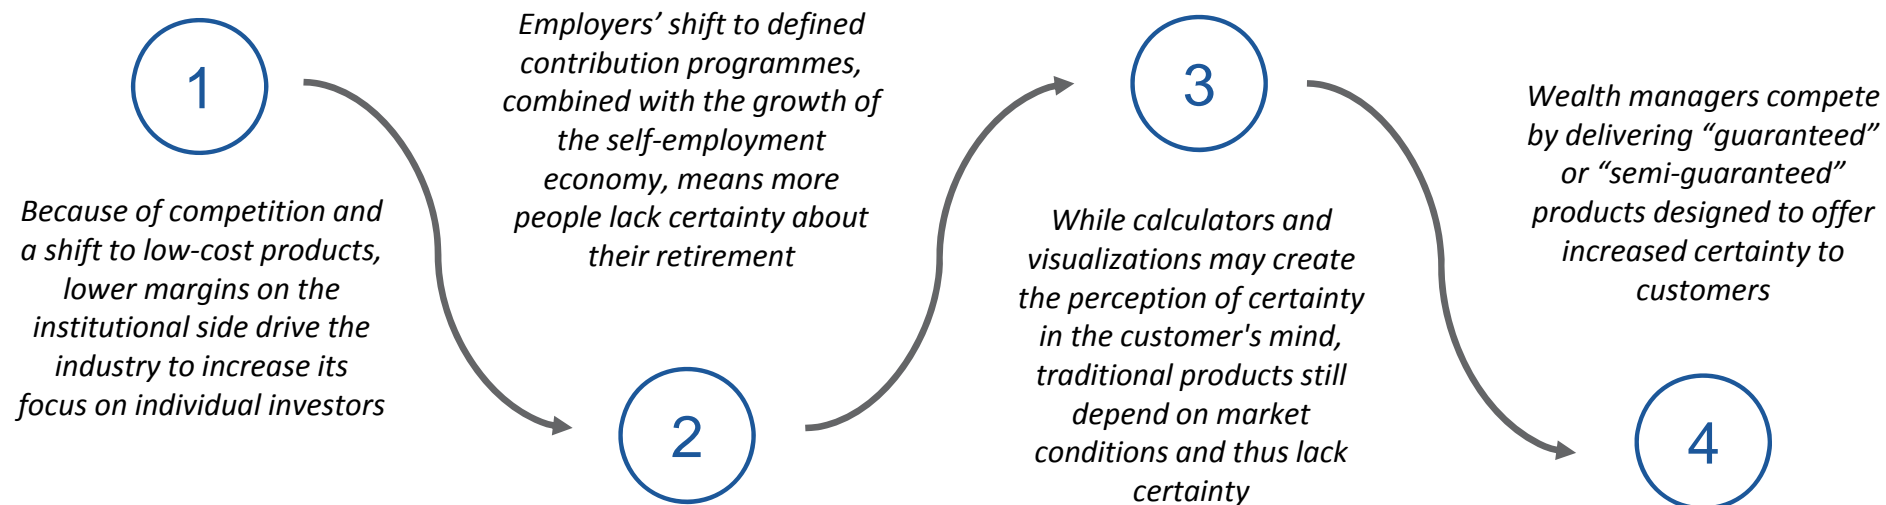 1
Because of competition and
a shift to low-cost products,
lower margins on the
institutional side drive the
industry to increase its
focus on individual investors
Employers’ shift to defined
contribution programmes,
combined with the growth of
the self-employment
economy, means more
people lack certainty about
their retirement
2
3
While calculators and
visualizations may create
the perception of certainty
in the customer's mind,
traditional products still
depend on market
conditions and thus lack
certainty
Wealth managers compete
by delivering “guaranteed”
or “semi-guaranteed”
products designed to offer
increased certainty to
customers
4